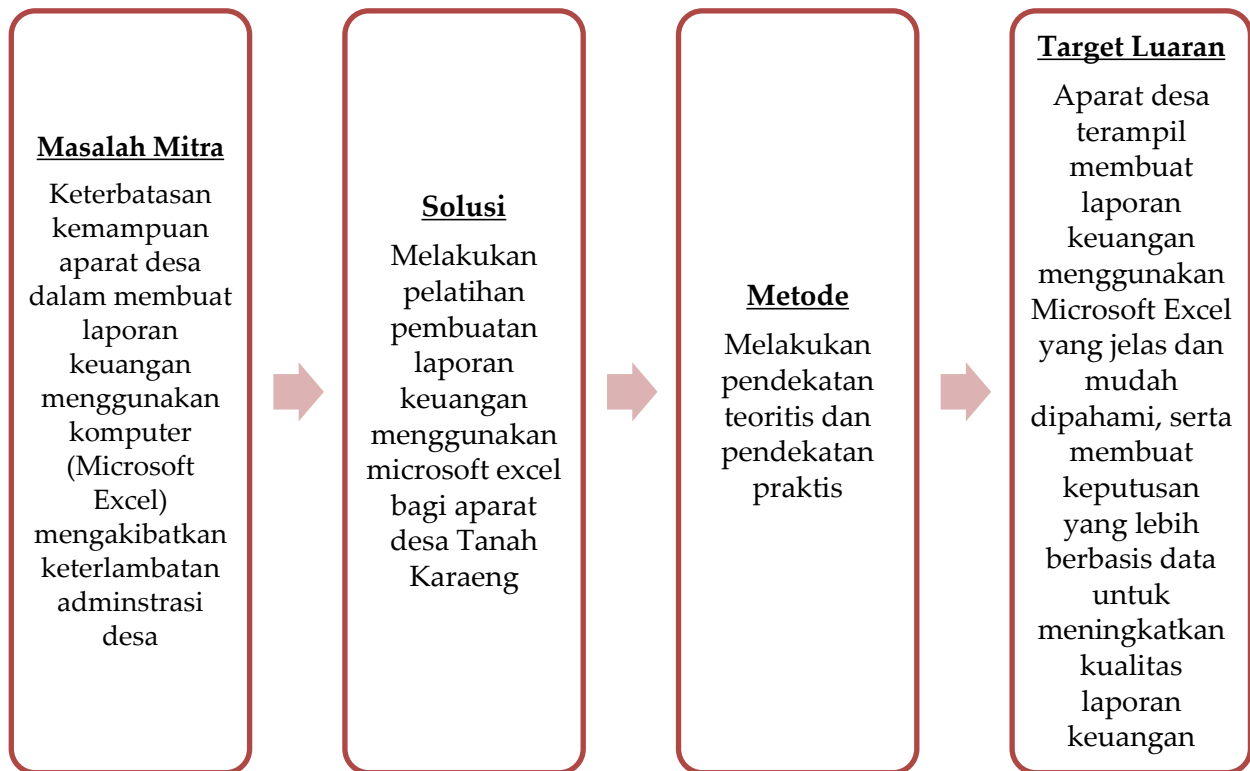 Masalah Mitra
Keterbatasan
kemampuan
aparat desa
dalam membuat
laporan
keuangan
menggunakan
komputer
(Microsoft
Excel)
mengakibatkan
keterlambatan
adminstrasi
desa
Solusi
Melakukan
pelatihan
pembuatan
laporan
keuangan
menggunakan
microsoft excel
bagi aparat
desa Tanah
Karaeng
Metode
Melakukan
pendekatan
teoritis dan
pendekatan
praktis
Target Luaran
Aparat desa
terampil
membuat
laporan
keuangan
menggunakan
Microsoft Excel
yang jelas dan
mudah
dipahami, serta
membuat
keputusan
yang lebih
berbasis data
untuk
meningkatkan
kualitas
laporan
keuangan